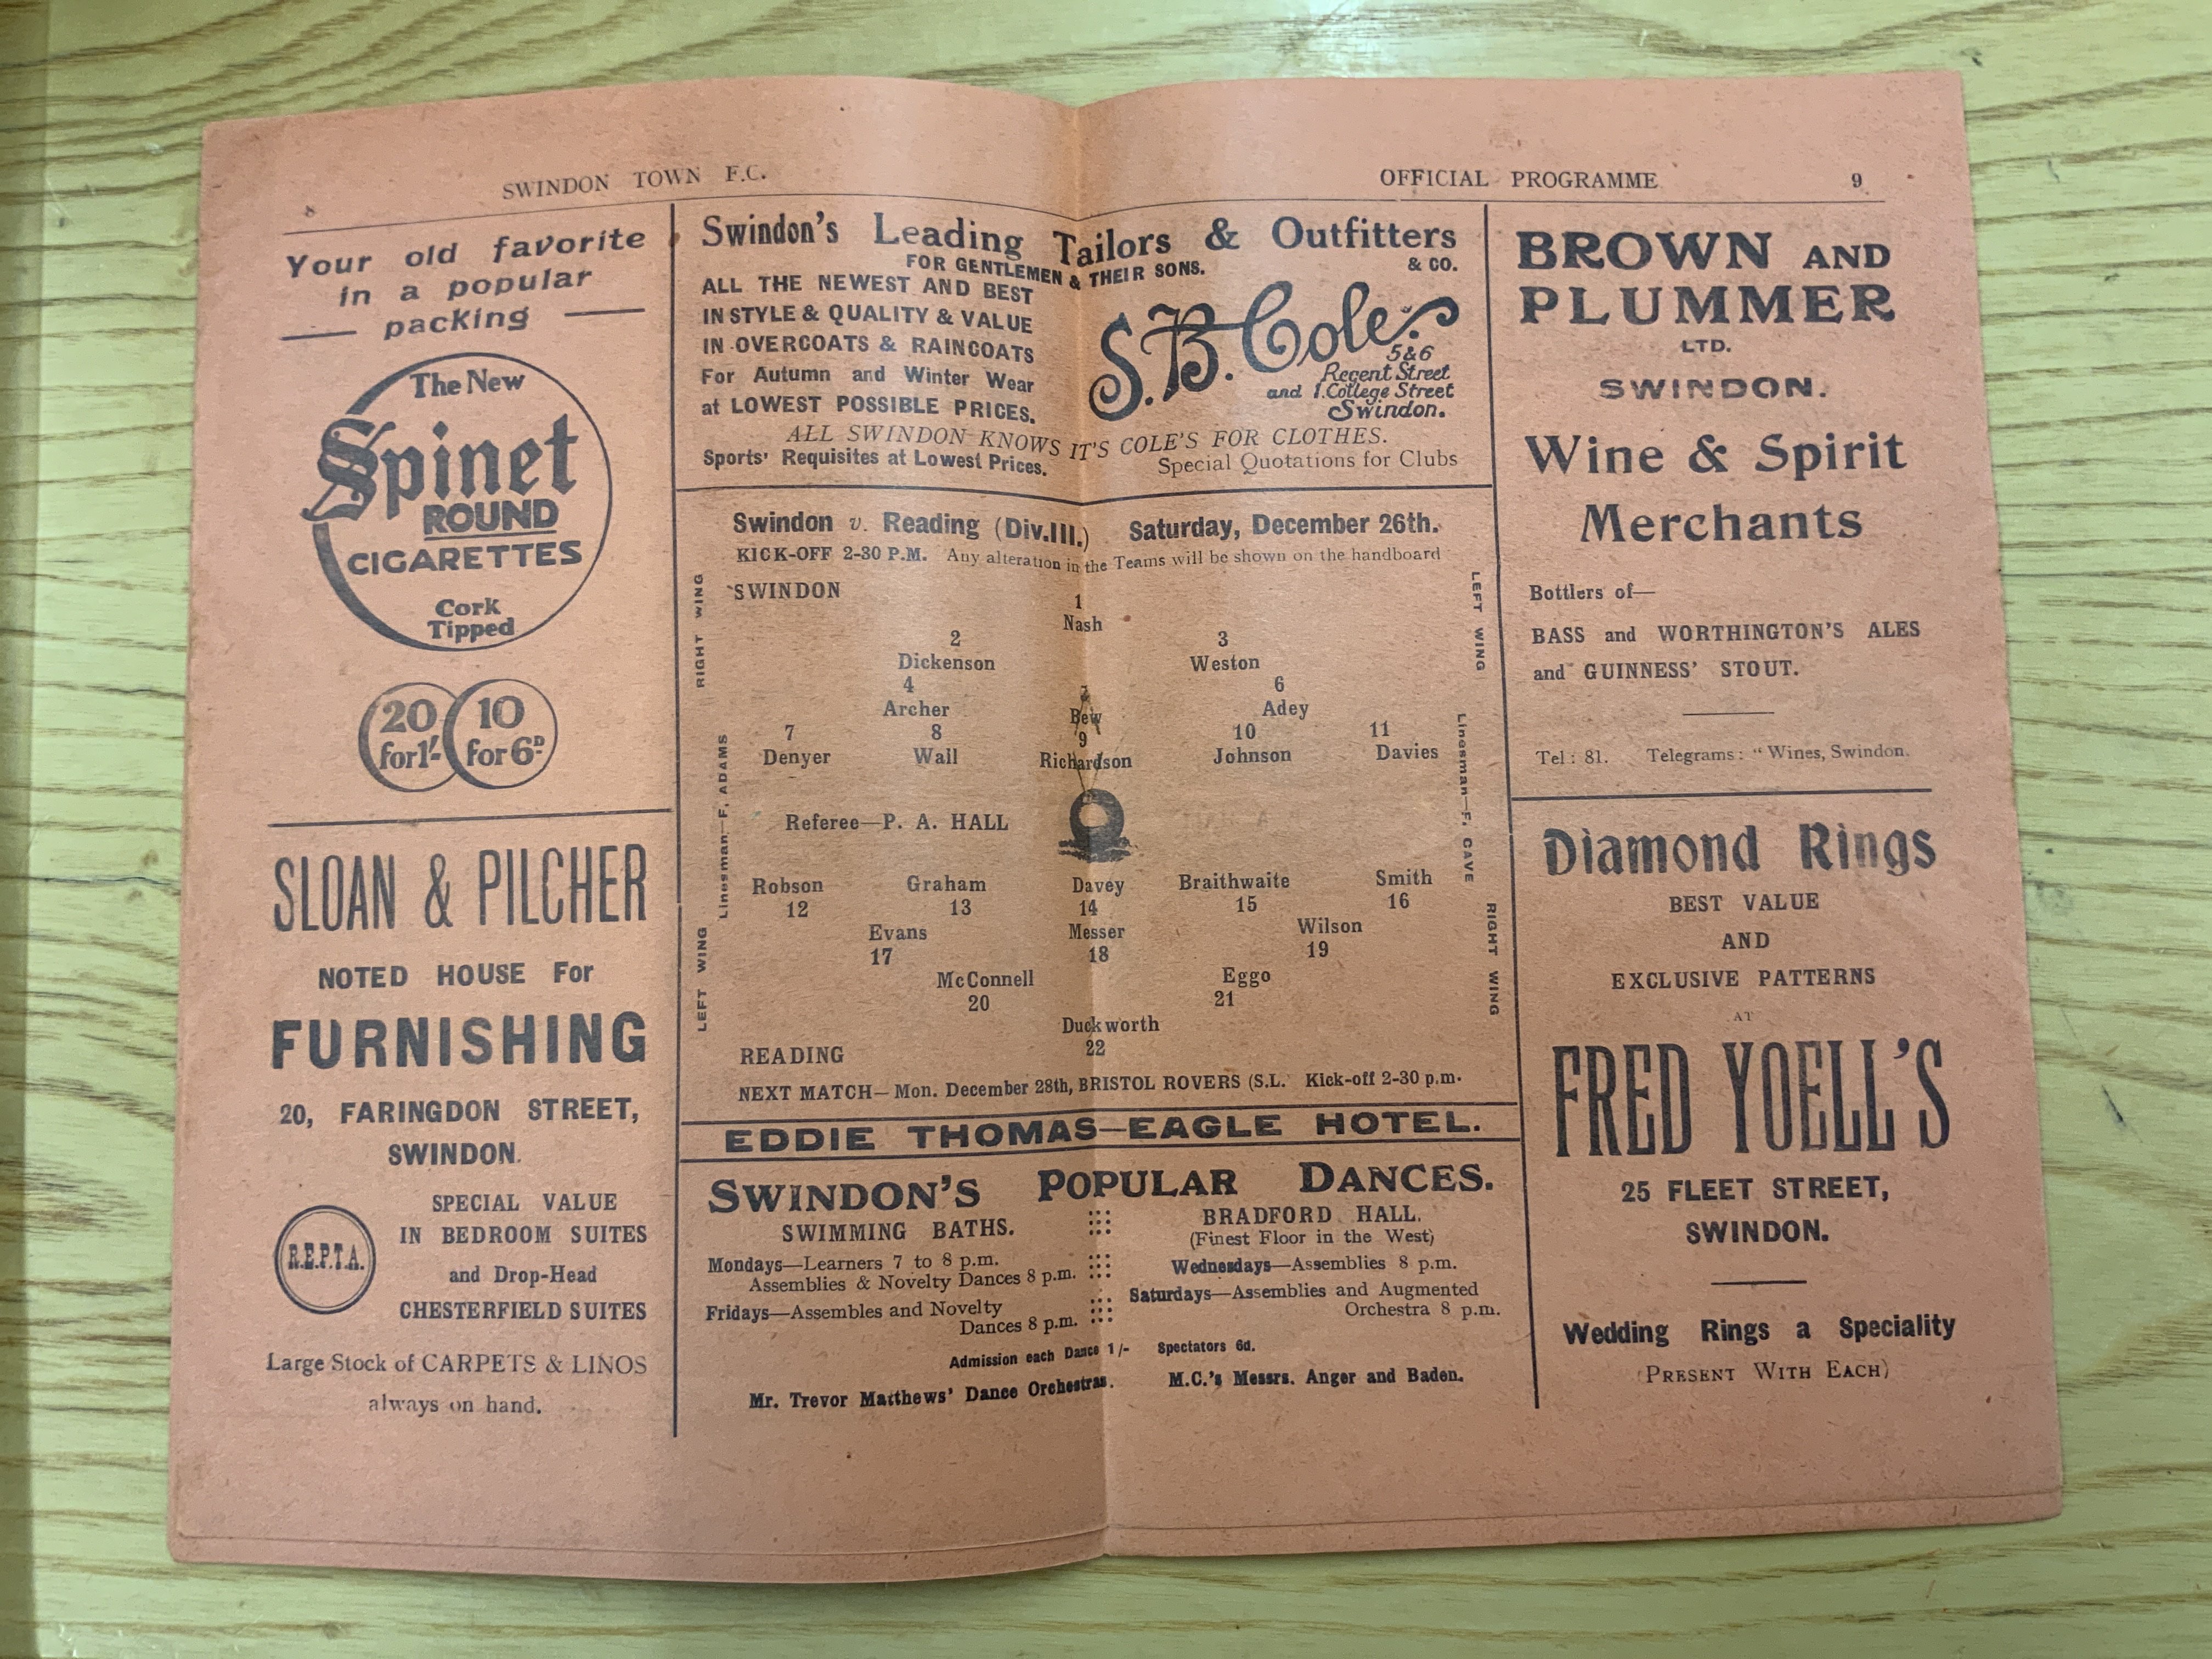 8
SWINDON TOWN F.C.
OFFICIAL PROGRAMME
9
Your old favorite
in a popular
packing
The New
Spinet
ROUND
CIGARETTES
Cork
Tipped
20 for 1/-
10 for 6D
SLOAN & PILCHER
NOTED HOUSE For
FURNISHING
20, FARINGDON STREET,
SWINDON.
R.E.P.T.A.
SPECIAL VALUE
IN BEDROOM SUITES
and Drop-Head
CHESTERFIELD SUITES
Large Stock of CARPETS & LINOS
always on hand.
Swindon's Leading Tailors & Outfitters
FOR GENTLEMEN & THEIR SONS.
& CO.
ALL THE NEWEST AND BEST
IN STYLE & QUALITY & VALUE
IN OVERCOATS & RAINCOATS
For Autumn and Winter Wear
at LOWEST POSSIBLE PRICES.
S.B. Cole
5 & 6
Regent Street
and 1. College Street
Swindon.
ALL SWINDON KNOWS IT'S COLE'S FOR CLOTHES.
Sports' Requisites at Lowest Prices. Special Quotations for Clubs
Swindon v. Reading (Div.III.) Saturday, December 26th.
KICK-OFF 2-30 P.M. Any alteration in the Teams will be shown on the handboard
RIGHT WING
LEFT WING
SWINDON
1
Nash
2 3
Dickenson Weston
4 6
Archer Bew Adey
7 8 9 10 11
Denyer Wall Richardson Johnson Davies
Linesman—F. ADAMS
Linesman—F. CAVE
Referee—P. A. HALL
Robson Graham Davey Braithwaite Smith
12 13 14 15 16
Evans Messer Wilson
17 18 19
McConnell Eggo
20 21
Duckworth
22
LEFT WING
RIGHT WING
READING
NEXT MATCH—Mon. December 28th, BRISTOL ROVERS (S.L. Kick-off 2-30 p.m.
EDDIE THOMAS—EAGLE HOTEL.
SWINDON'S POPULAR DANCES.
SWIMMING BATHS.
Mondays—Learners 7 to 8 p.m.
Assemblies & Novelty Dances 8 p.m.
Fridays—Assembles and Novelty
Dances 8 p.m.
BRADFORD HALL.
(Finest Floor in the West)
Wednesdays—Assemblies 8 p.m.
Saturdays—Assemblies and Augmented
Orchestra 8 p.m.
Admission each Dance 1/- Spectators 6d.
Mr. Trevor Matthews' Dance Orchestras. M.C.'s Messrs. Anger and Baden.
BROWN AND
PLUMMER
LTD.
SWINDON.
Wine & Spirit
Merchants
Bottlers of—
BASS and WORTHINGTON'S ALES
and GUINNESS' STOUT.
Tel: 81. Telegrams: "Wines, Swindon.
Diamond Rings
BEST VALUE
AND
EXCLUSIVE PATTERNS
AT
FRED YOELL'S
25 FLEET STREET,
SWINDON.
Wedding Rings a Speciality
(PRESENT WITH EACH)